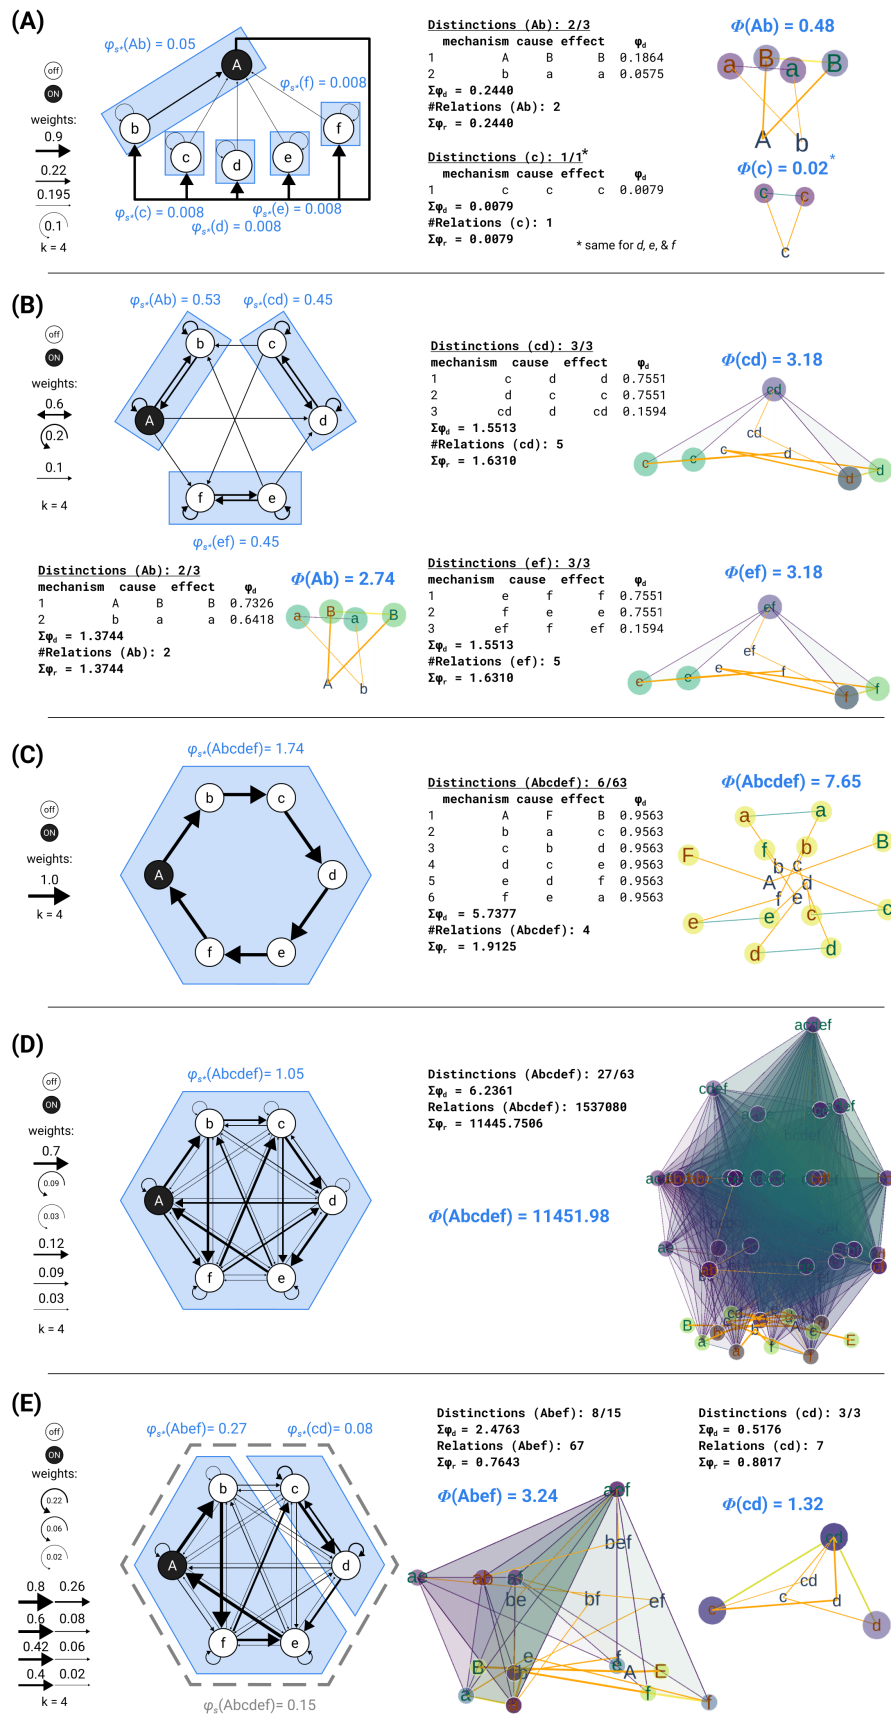 (A)
φs*(Ab) = 0.05
off
ON
weights:
0.9
0.22
0.195
0.1
k = 4
A
b
c
d
e
f
φs*(f) = 0.008
φs*(c) = 0.008
φs*(e) = 0.008
φs*(d) = 0.008
Distinctions (Ab): 2/3
mechanism cause effect φd
1 A B B 0.1864
2 b a a 0.0575
Σφd = 0.2440
#Relations (Ab): 2
Σφr = 0.2440
Φ(Ab) = 0.48
a B a B
A b
Distinctions (c): 1/1*
mechanism cause effect φd
1 c c c 0.0079
Σφd = 0.0079
#Relations (c): 1
Σφr = 0.0079
* same for d, e, & f
Φ(c) = 0.02*
c c
c
(B)
φs*(Ab) = 0.53
φs*(cd) = 0.45
off
ON
weights:
0.6
0.2
0.1
k = 4
b c
A d
f e
φs*(ef) = 0.45
Distinctions (cd): 3/3
mechanism cause effect φd
1 c d d 0.7551
2 d c c 0.7551
3 cd d cd 0.1594
Σφd = 1.5513
#Relations (cd): 5
Σφr = 1.6310
Φ(cd) = 3.18
cd
cd
c d
c c d d
Distinctions (Ab): 2/3
mechanism cause effect φd
1 A B B 0.7326
2 b a a 0.6418
Σφd = 1.3744
#Relations (Ab): 2
Σφr = 1.3744
Φ(Ab) = 2.74
a B a B
A b
Distinctions (ef): 3/3
mechanism cause effect φd
1 e f f 0.7551
2 f e e 0.7551
3 ef f ef 0.1594
Σφd = 1.5513
#Relations (ef): 5
Σφr = 1.6310
Φ(ef) = 3.18
ef
ef
e f
e e f f
(C)
φs*(Abcdef)= 1.74
off
ON
weights:
1.0
k = 4
b c
A d
f e
Distinctions (Abcdef): 6/63
mechanism cause effect φd
1 A F B 0.9563
2 b a c 0.9563
3 c b d 0.9563
4 d c e 0.9563
5 e d f 0.9563
6 f e a 0.9563
Σφd = 5.7377
#Relations (Abcdef): 4
Σφr = 1.9125
Φ(Abcdef) = 7.65
a a
F f b B
b c
A d
f e
e e c c
d d
(D)
φs*(Abcdef)= 1.05
off
ON
weights:
0.7
0.09
0.03
0.12
0.09
0.03
k = 4
b c
A d
f e
Distinctions (Abcdef): 27/63
Σφd = 6.2361
Relations (Abcdef): 1537080
Σφr = 11445.7506
Φ(Abcdef) = 11451.98
acdef
cdef
bcdef
B
E
a
f
(E)
φs*(Abef)= 0.27
φs*(cd)= 0.08
off
ON
weights:
0.22
0.06
0.02
0.8 0.26
0.6 0.08
0.42 0.06
0.4 0.02
k = 4
b c
A d
f e
φs(Abcdef)= 0.15
Distinctions (Abef): 8/15
Σφd = 2.4763
Relations (Abef): 67
Σφr = 0.7643
Φ(Abef) = 3.24
bef
ae ab
be bf ef
e
B f A E
a f f
Distinctions (cd): 3/3
Σφd = 0.5176
Relations (cd): 7
Σφr = 0.8017
Φ(cd) = 1.32
cd
cd
c d
c d